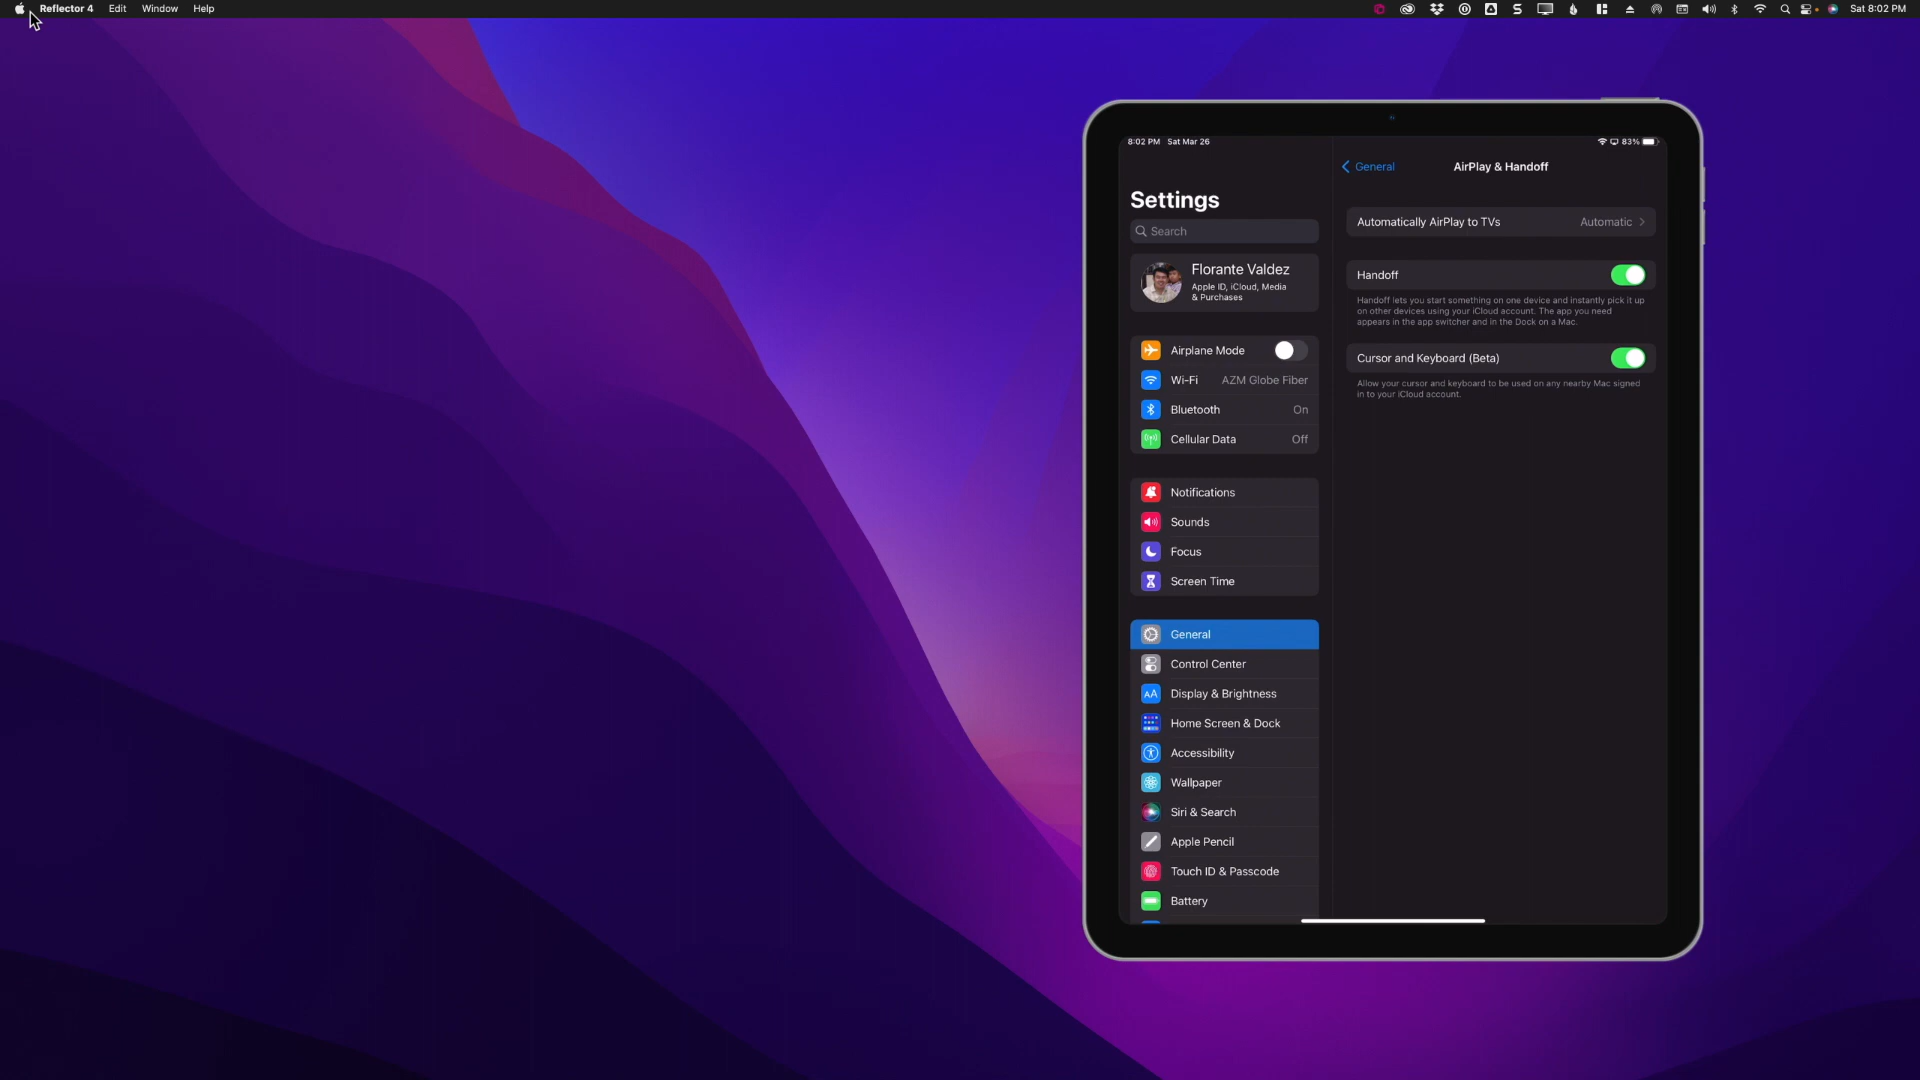 Reflector 4 Edit Window Help
Sat 8:02 PM
8:02 PM Sat Mar 26
83%
Settings
Search
Florante Valdez
Apple ID, iCloud, Media
& Purchases
Airplane Mode
Wi-Fi AZM Globe Fiber
Bluetooth On
Cellular Data Off
Notifications
Sounds
Focus
Screen Time
General
Control Center
AA Display & Brightness
Home Screen & Dock
Accessibility
Wallpaper
Siri & Search
Apple Pencil
Touch ID & Passcode
Battery
General AirPlay & Handoff
Automatically AirPlay to TVs Automatic
Handoff
Handoff lets you start something on one device and instantly pick it up
on other devices using your iCloud account. The app you need
appears in the app switcher and in the Dock on a Mac.
Cursor and Keyboard (Beta)
Allow your cursor and keyboard to be used on any nearby Mac signed
in to your iCloud account.